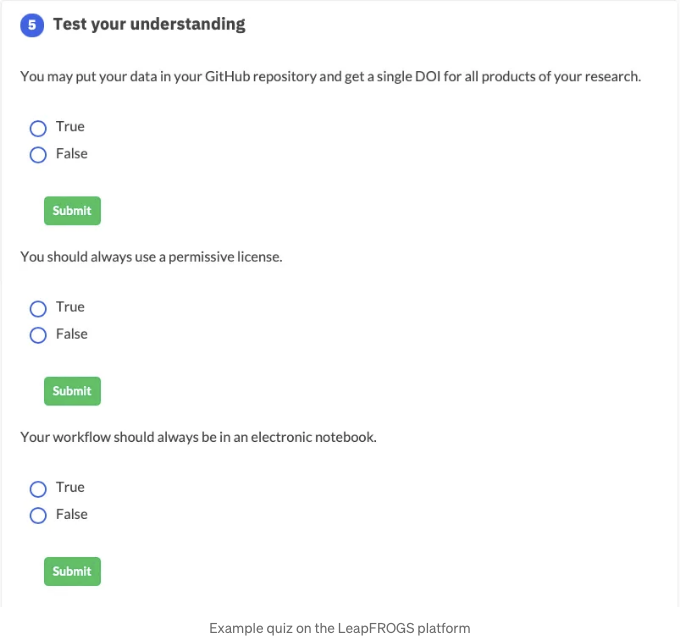 5 Test your understanding
You may put your data in your GitHub repository and get a single DOI for all products of your research.
True
False
Submit
You should always use a permissive license.
True
False
Submit
Your workflow should always be in an electronic notebook.
True
False
Submit
Example quiz on the LeapFROGS platform